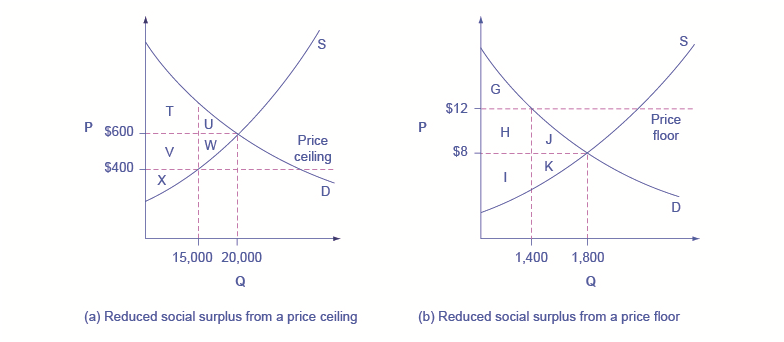 S
T
U
P
$600
W
Price
ceiling
V
$400
X
D
15,000 20,000
Q
(a) Reduced social surplus from a price ceiling
S
G
$12
Price
floor
P
H
J
$8
K
I
D
1,400 1,800
Q
(b) Reduced social surplus from a price floor